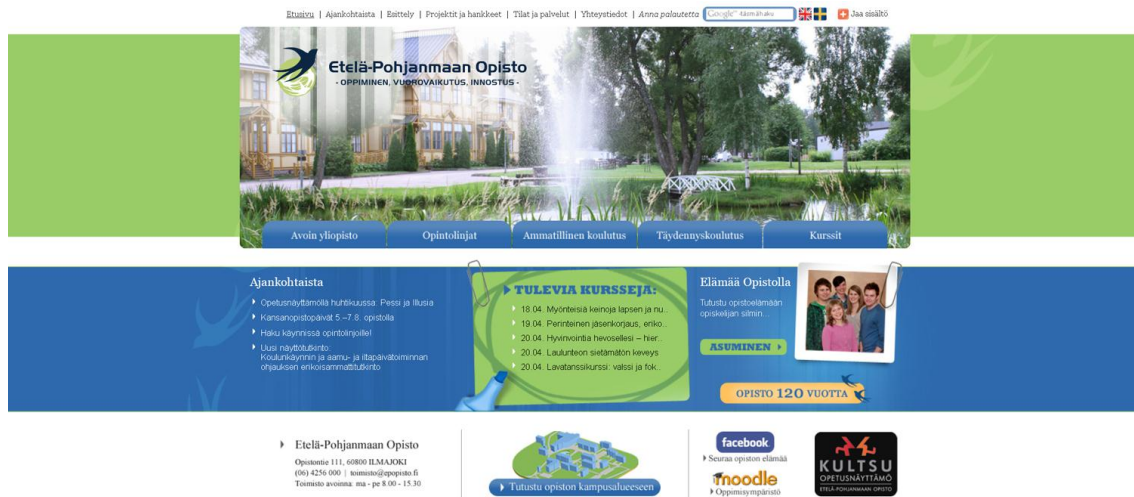 Etusivu | Ajankohtaista | Esittely | Projektit ja hankkeet | Tilat ja palvelut | Yhteystiedot | Anna palautetta
Google™ täsmähaku
Jaa sisältö
Etelä-Pohjanmaan Opisto
- OPPIMINEN, VUOROVAIKUTUS, INNOSTUS -
Avoin yliopisto
Opintolinjat
Ammatillinen koulutus
Täydennyskoulutus
Kurssit
Ajankohtaista
Opetusnäyttämöllä huhtikuussa: Pessi ja Illusia
Kansanopistopäivät 5.–7.8. opistolla
Haku käynnissä opintolinjoille!
Uusi näyttötutkinto:
Koulunkäynnin ja aamu- ja iltapäivätoiminnan
ohjauksen erikoisammattitutkinto
TULEVIA KURSSEJA:
18.04. Myönteisiä keinoja lapsen ja nu..
19.04. Perinteinen jäsenkorjaus, eriko..
20.04. Hyvinvointia hevosellesi – hier..
20.04. Laulunteon sietämätön keveys
20.04. Lavatanssikurssi: valssi ja fok..
Elämää Opistolla
Tutustu opistoelämään
opiskelijan silmin...
ASUMINEN
OPISTO 120 VUOTTA
Etelä-Pohjanmaan Opisto
Opistontie 111, 60800 ILMAJOKI
(06) 4256 000 | toimisto@epopisto.fi
Toimisto avoinna: ma - pe 8.00 - 15.30
Tutustu opiston kampusalueeseen
facebook
Seuraa opiston elämää
moodle
Oppimisympäristö
KULTSU
OPETUSNÄYTTÄMÖ
ETELÄ-POHJANMAAN OPISTO